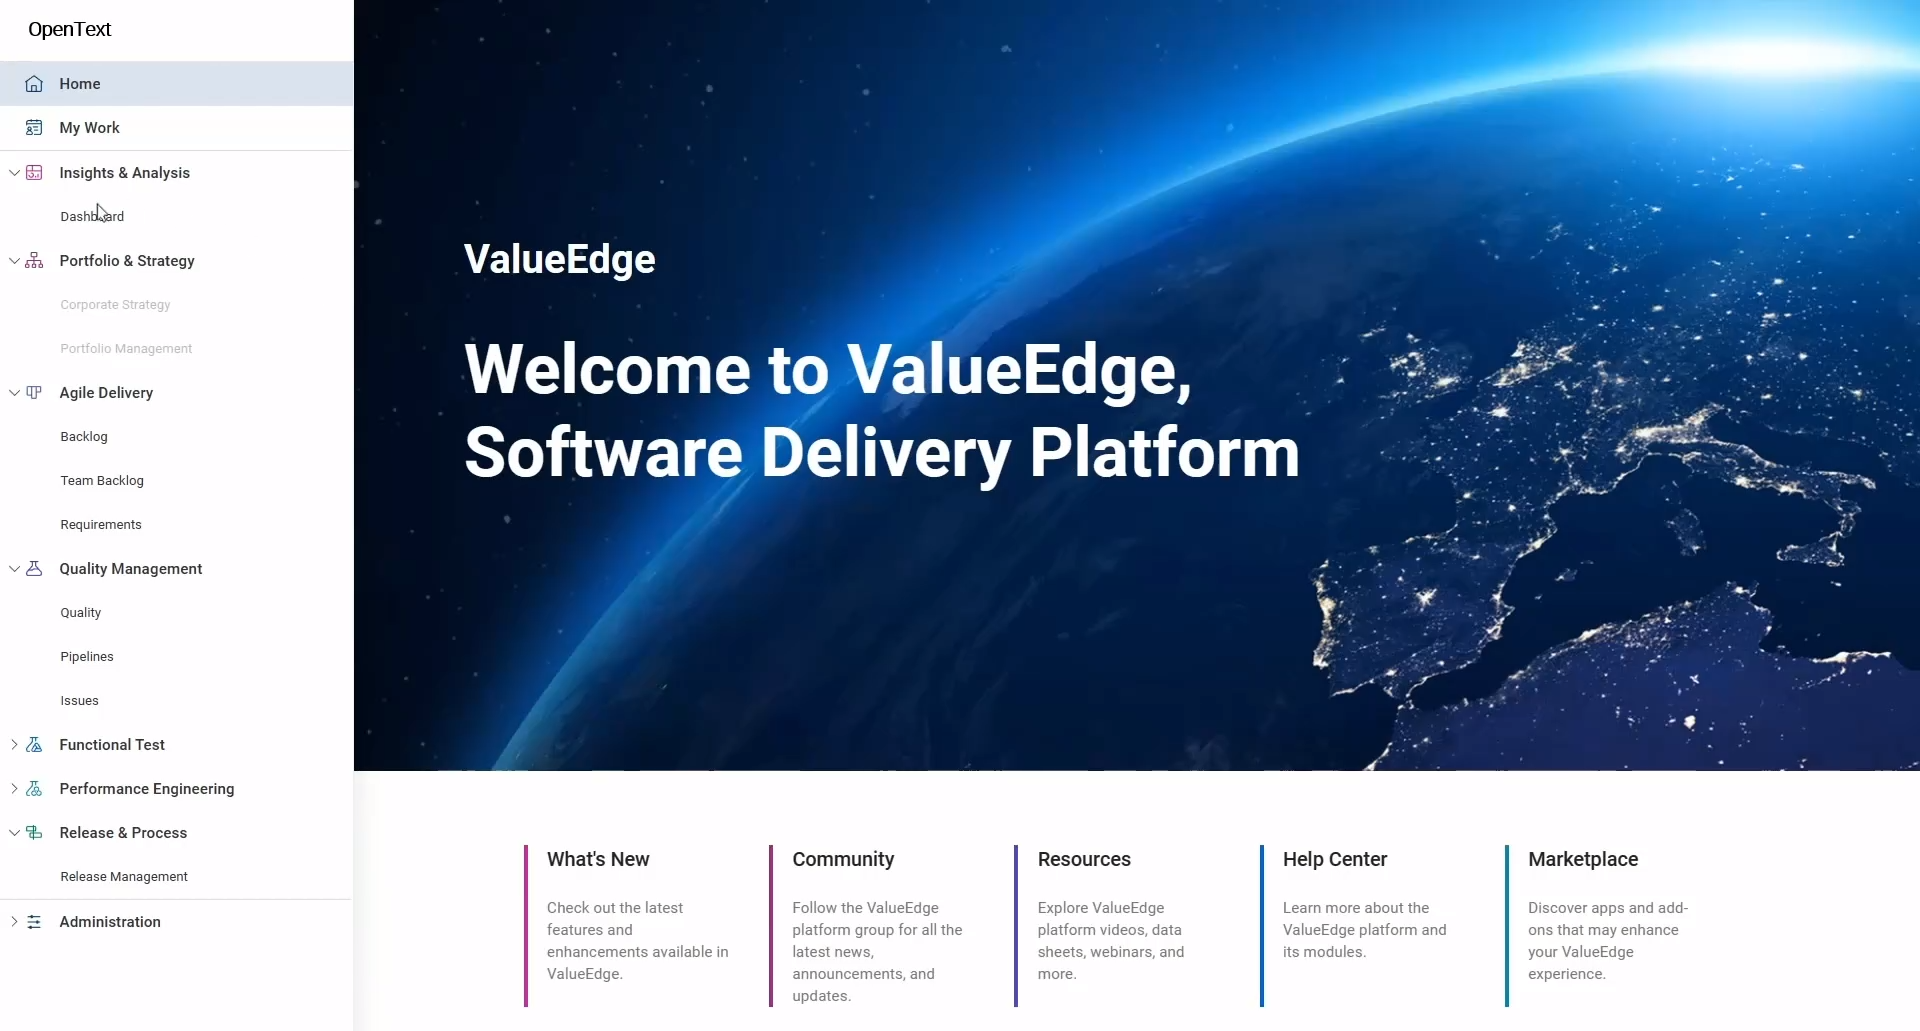 OpenText
Home
My Work
Insights & Analysis
Dashboard
Portfolio & Strategy
Corporate Strategy
Portfolio Management
Agile Delivery
Backlog
Team Backlog
Requirements
Quality Management
Quality
Pipelines
Issues
Functional Test
Performance Engineering
Release & Process
Release Management
Administration
ValueEdge
Welcome to ValueEdge,
Software Delivery Platform
What's New
Check out the latest
features and
enhancements available in
ValueEdge.
Community
Follow the ValueEdge
platform group for all the
latest news,
announcements, and
updates.
Resources
Explore ValueEdge
platform videos, data
sheets, webinars, and
more.
Help Center
Learn more about the
ValueEdge platform and
its modules.
Marketplace
Discover apps and add-
ons that may enhance
your ValueEdge
experience.